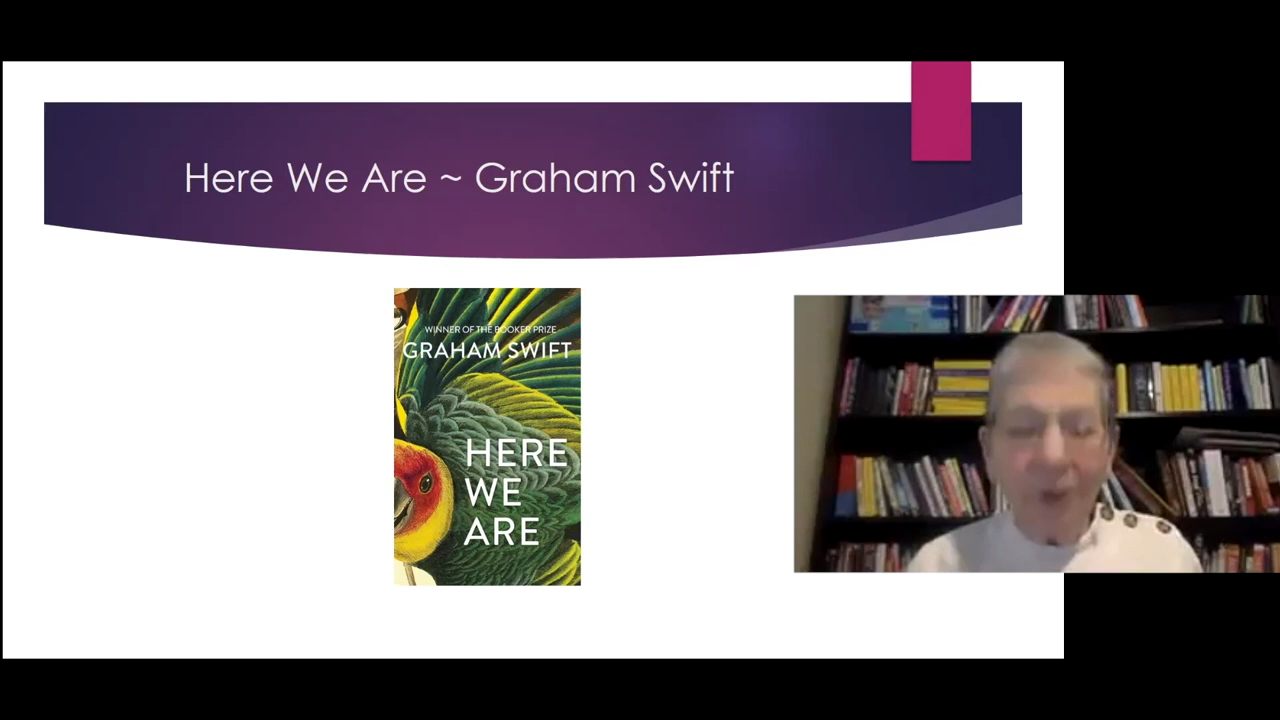 Here We Are ~ Graham Swift
WINNER OF THE BOOKER PRIZE
GRAHAM SWIFT
HERE
WE
ARE